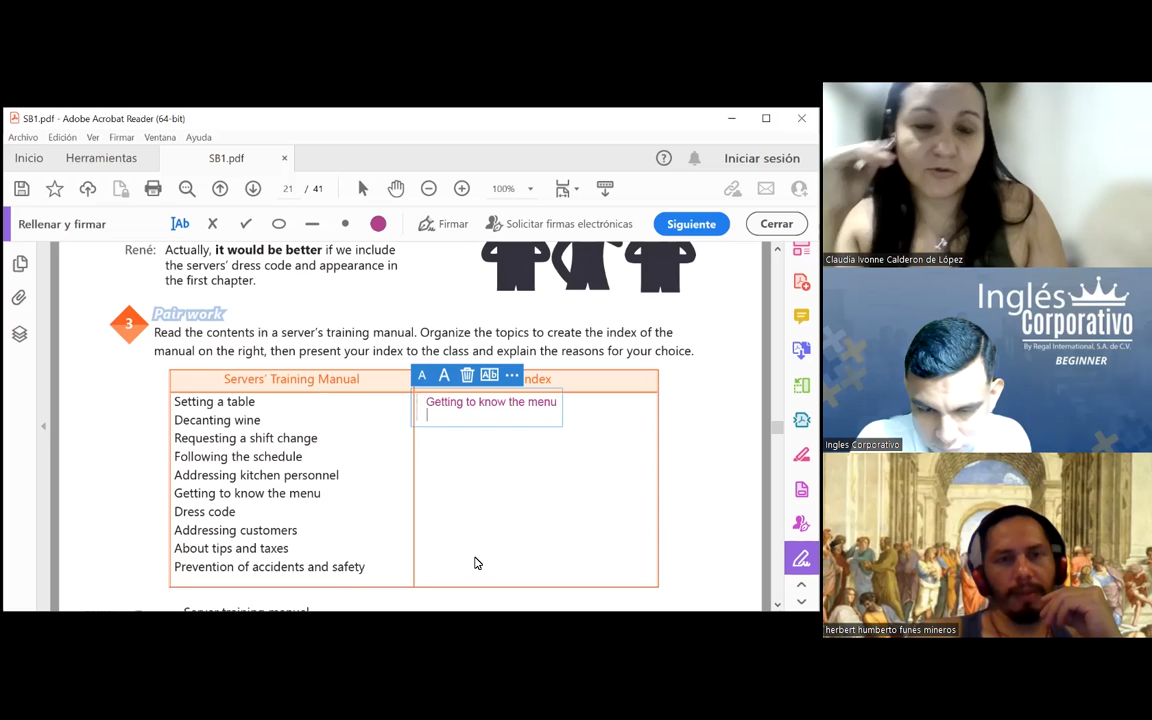 SB1.pdf - Adobe Acrobat Reader (64-bit)
Archivo Edición Ver Firmar Ventana Ayuda
Inicio Herramientas SB1.pdf × Iniciar sesión
21 / 41 100%
Rellenar y firmar Ab Firmar Solicitar firmas electrónicas Siguiente Cerrar
René: Actually, it would be better if we include
the servers' dress code and appearance in
the first chapter.
3 Pair work
Read the contents in a server's training manual. Organize the topics to create the index of the
manual on the right, then present your index to the class and explain the reasons for your choice.
Servers' Training Manual
Setting a table
Decanting wine
Requesting a shift change
Following the schedule
Addressing kitchen personnel
Getting to know the menu
Dress code
Addressing customers
About tips and taxes
Prevention of accidents and safety
A A Ab ndex
Getting to know the menu
Server training manual
Claudia Ivonne Calderon de López
Inglés
Corporativo
By Regal International, S.A. de C.V.
BEGINNER
Ingles Corporativo
herbert humberto funes mineros